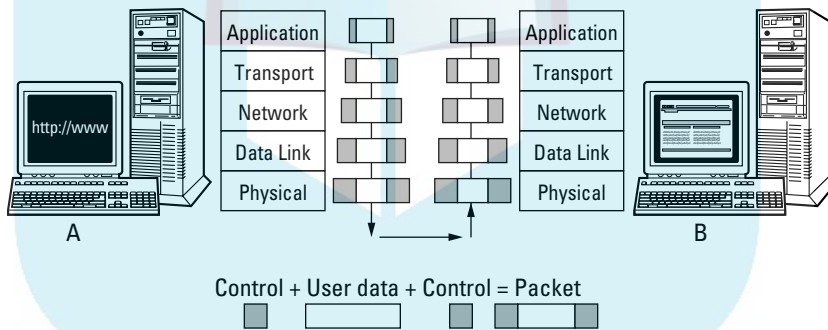 Application
Transport
Network
Data Link
Physical
Application
Transport
Network
Data Link
Physical
http://www
A
B
Control + User data + Control = Packet